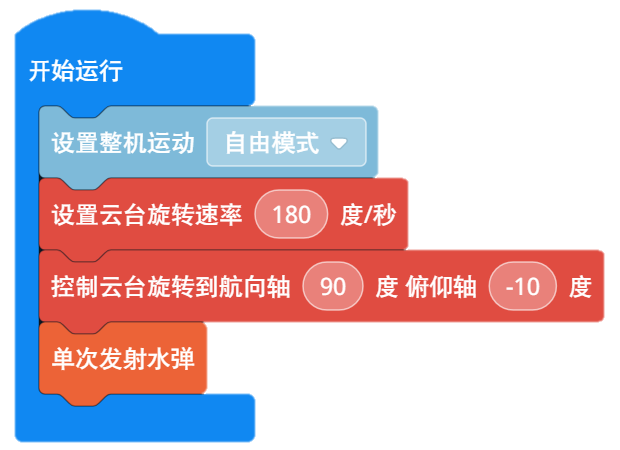 开始运行
设置整机运动 自由模式
设置云台旋转速率 180 度/秒
控制云台旋转到航向轴 90 度 俯仰轴 -10 度
单次发射水弹